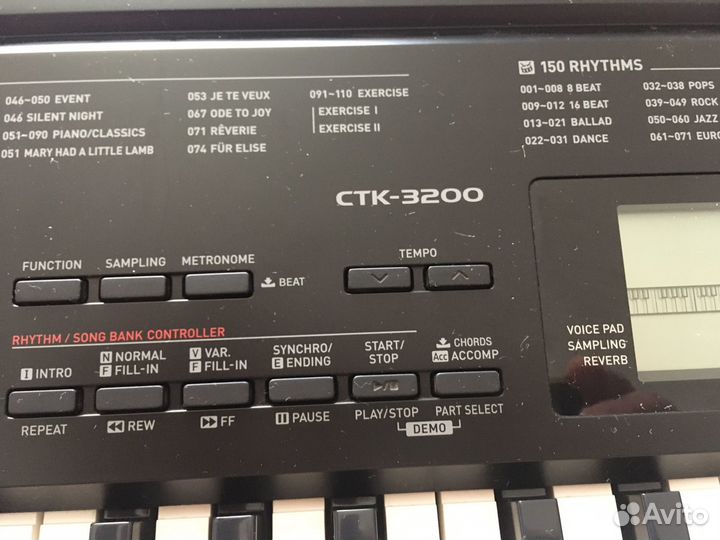 046~050 EVENT
046 SILENT NIGHT
051~090 PIANO/CLASSICS
051 MARY HAD A LITTLE LAMB
053 JE TE VEUX
067 ODE TO JOY
071 RÊVERIE
074 FÜR ELISE
091~110 EXERCISE
EXERCISE I
EXERCISE II
150 RHYTHMS
001~008 8 BEAT
009~012 16 BEAT
013~021 BALLAD
022~031 DANCE
032~038 POPS
039~049 ROCK
050~060 JAZZ
061~071 EURO
CTK-3200
FUNCTION
SAMPLING
METRONOME
BEAT
TEMPO
RHYTHM / SONG BANK CONTROLLER
I INTRO
N NORMAL
F FILL-IN
V VAR.
F FILL-IN
SYNCHRO/
E ENDING
START/
STOP
CHORDS
Acc ACCOMP
REPEAT
REW
FF
PAUSE
PLAY/STOP
PART SELECT
DEMO
VOICE PAD
SAMPLING
REVERB
Avito